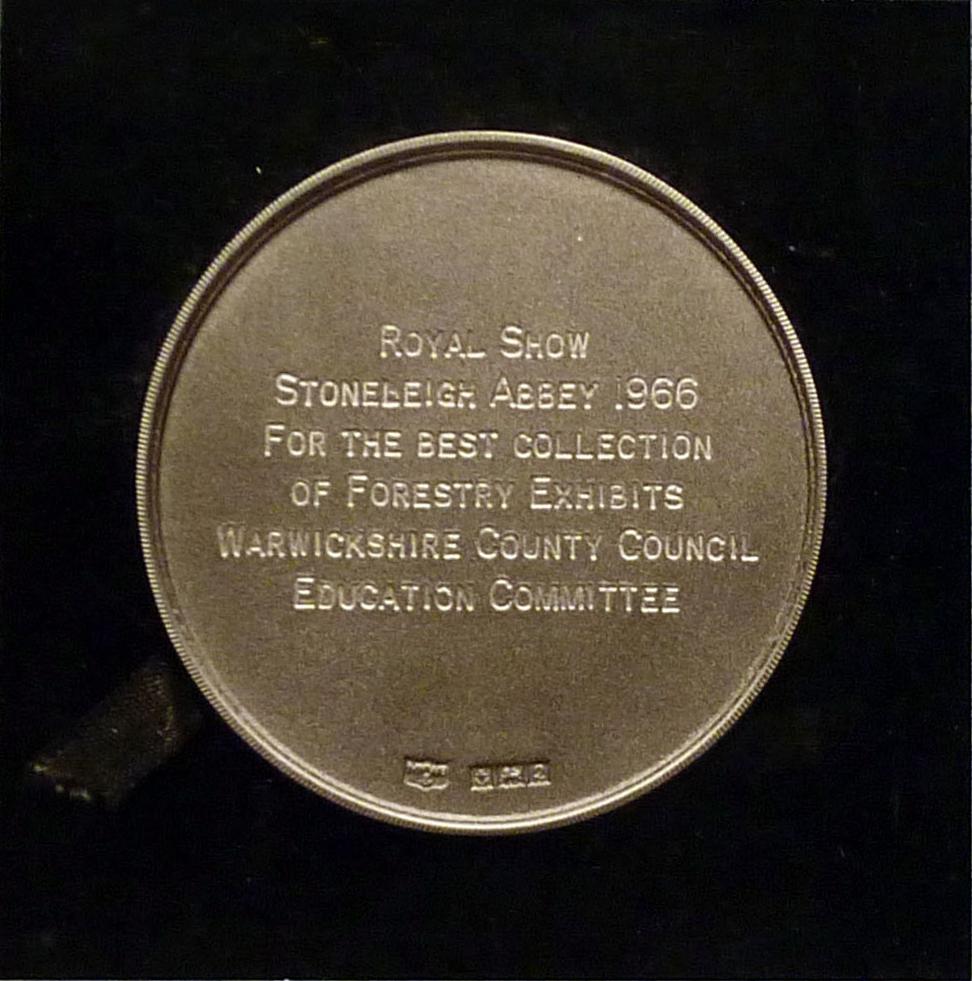 ROYAL SHOW
STONELEIGH ABBEY 1966
FOR THE BEST COLLECTION
OF FORESTRY EXHIBITS
WARWICKSHIRE COUNTY COUNCIL
EDUCATION COMMITTEE